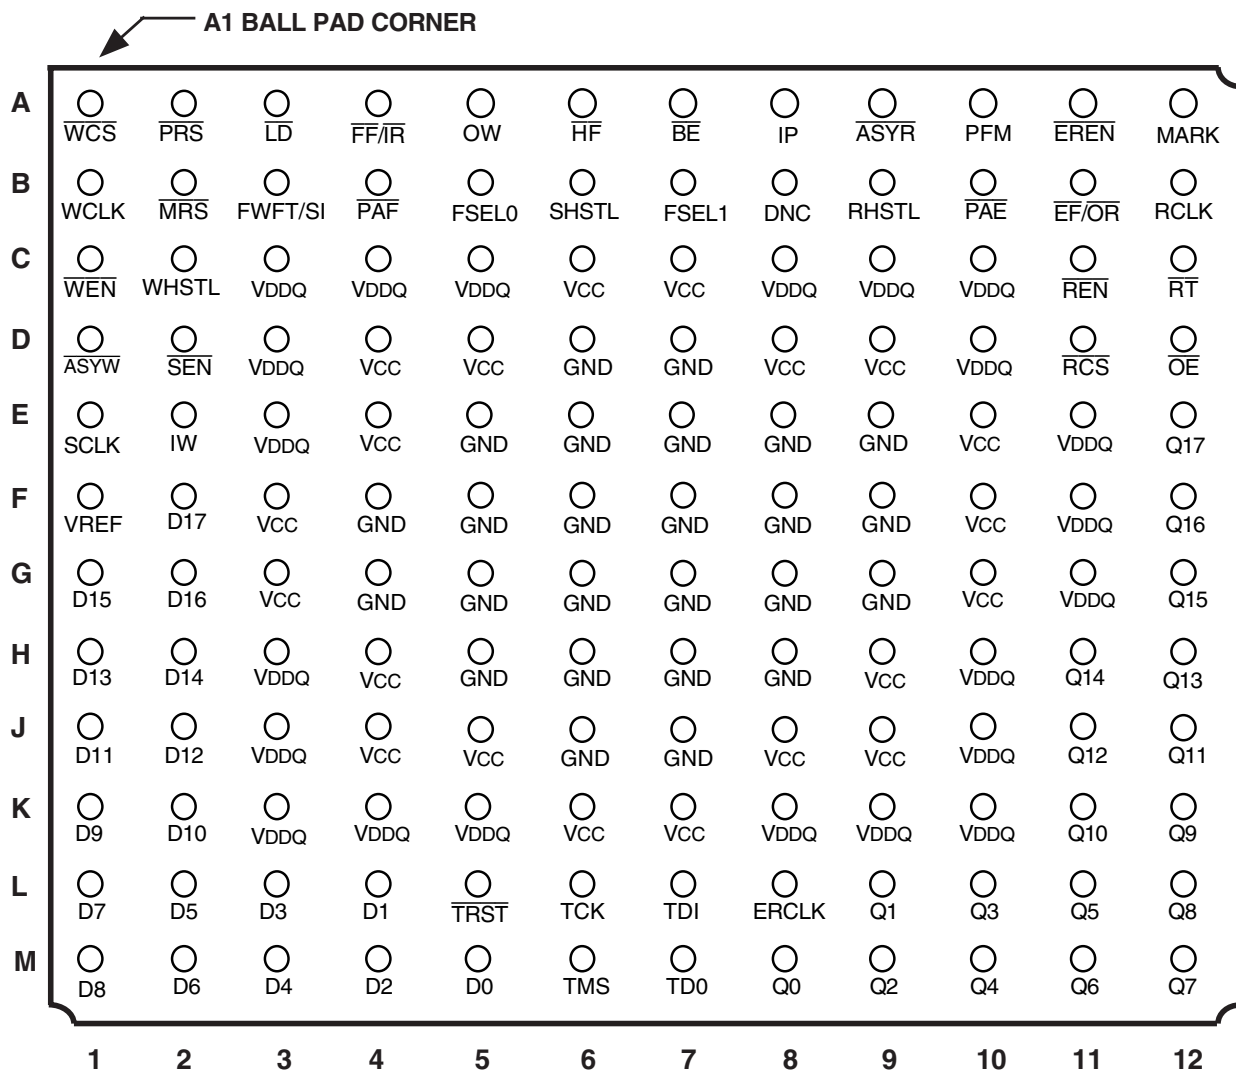 A1 BALL PAD CORNER
A
WCS PRS LD FF/IR OW HF BE IP ASYR PFM EREN MARK
B
WCLK MRS FWFT/SI PAF FSEL0 SHSTL FSEL1 DNC RHSTL PAE EF/OR RCLK
C
WEN WHSTL VDDQ VDDQ VDDQ VCC VCC VDDQ VDDQ VDDQ REN RT
D
ASYW SEN VDDQ VCC VCC GND GND VCC VCC VDDQ RCS OE
E
SCLK IW VDDQ VCC GND GND GND GND GND VCC VDDQ Q17
F
VREF D17 VCC GND GND GND GND GND GND VCC VDDQ Q16
G
D15 D16 VCC GND GND GND GND GND GND VCC VDDQ Q15
H
D13 D14 VDDQ VCC GND GND GND GND VCC VDDQ Q14 Q13
J
D11 D12 VDDQ VCC VCC GND GND VCC VCC VDDQ Q12 Q11
K
D9 D10 VDDQ VDDQ VDDQ VCC VCC VDDQ VDDQ VDDQ Q10 Q9
L
D7 D5 D3 D1 TRST TCK TDI ERCLK Q1 Q3 Q5 Q8
M
D8 D6 D4 D2 D0 TMS TD0 Q0 Q2 Q4 Q6 Q7
1 2 3 4 5 6 7 8 9 10 11 12